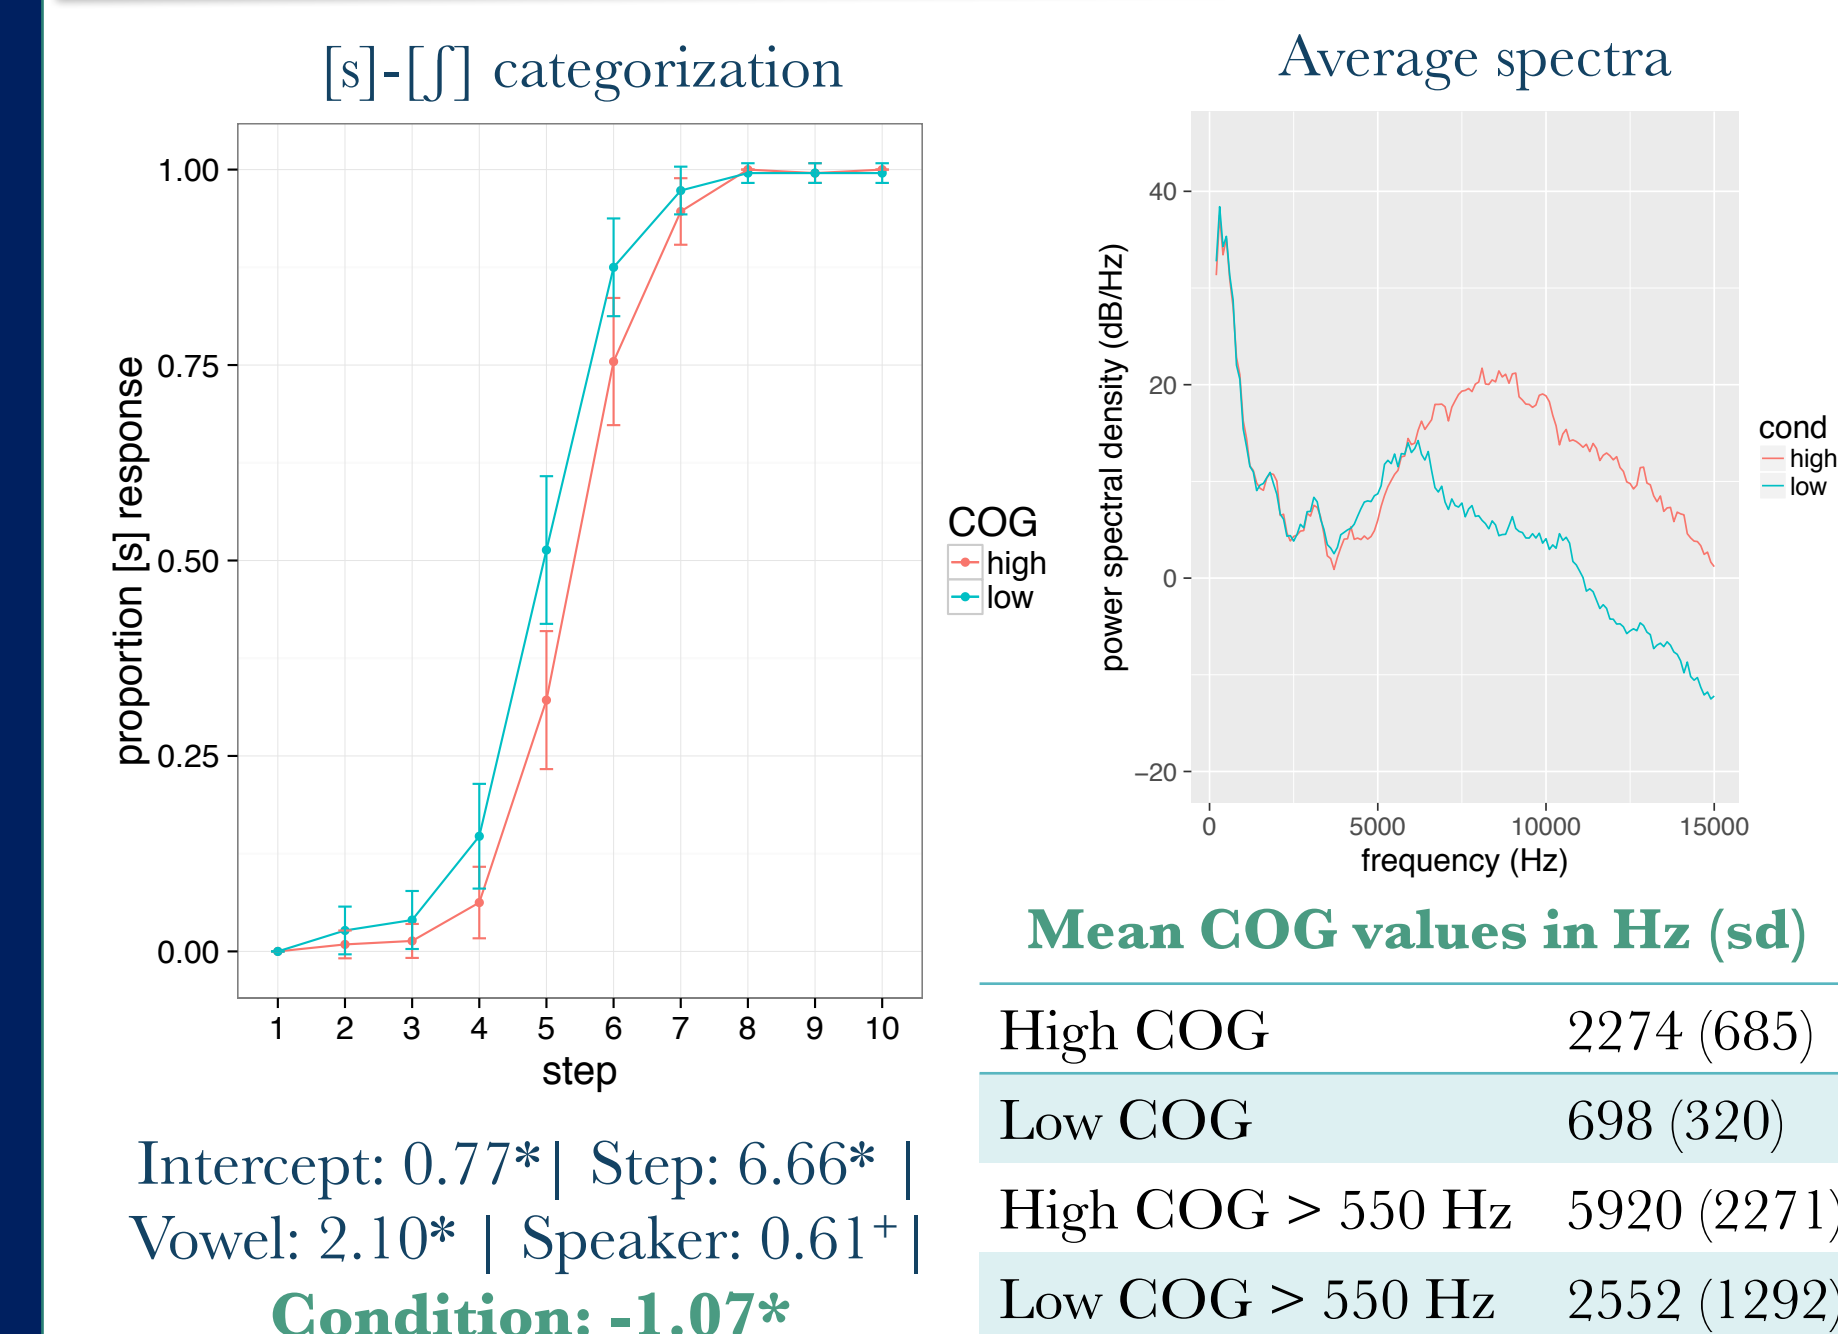 [s]-[ʃ] categorization
proportion [s] response
1.00
0.75
0.50
0.25
0.00
1 2 3 4 5 6 7 8 9 10
step
COG
high
low
Intercept: 0.77* | Step: 6.66* |
Vowel: 2.10* | Speaker: 0.61⁺ |
Condition: -1.07*
Average spectra
power spectral density (dB/Hz)
40
20
0
−20
0 5000 10000 15000
frequency (Hz)
cond
high
low
Mean COG values in Hz (sd)
High COG 2274 (685)
Low COG 698 (320)
High COG > 550 Hz 5920 (2271)
Low COG > 550 Hz 2552 (1292)